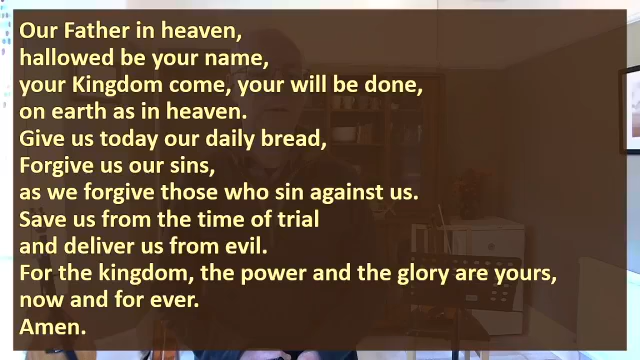 Our Father in heaven,
hallowed be your name,
your Kingdom come, your will be done,
on earth as in heaven.
Give us today our daily bread,
Forgive us our sins,
as we forgive those who sin against us.
Save us from the time of trial
and deliver us from evil.
For the kingdom, the power and the glory are yours,
now and for ever.
Amen.